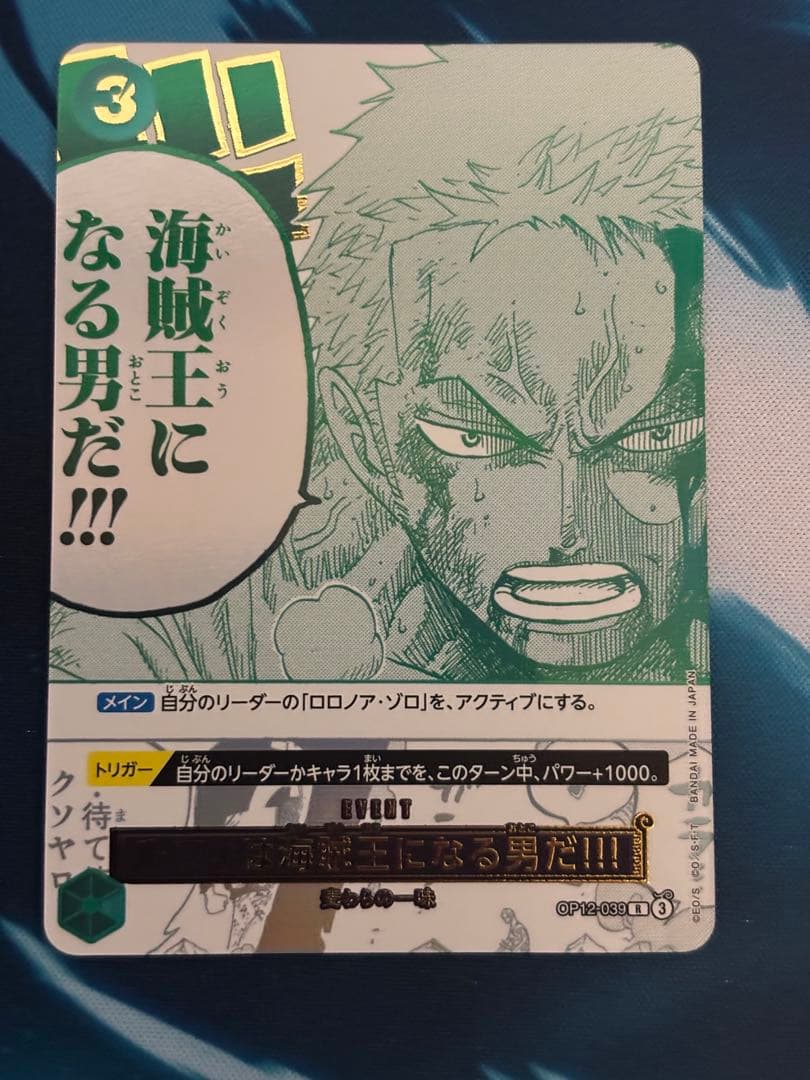 3
海賊王に
なる男だ!!!
メイン 自分のリーダーの「ロロノア・ゾロ」を、アクティブにする。
トリガー 自分のリーダーかキャラ1枚までを、このターン中、パワー+1000。
・待て
クソヤロ
EVENT
は海賊王になる男だ!!!
麦わらの一味
OP12-039 R 3
©E.O/S. ©O./S・F・T BANDAI MADE IN JAPAN